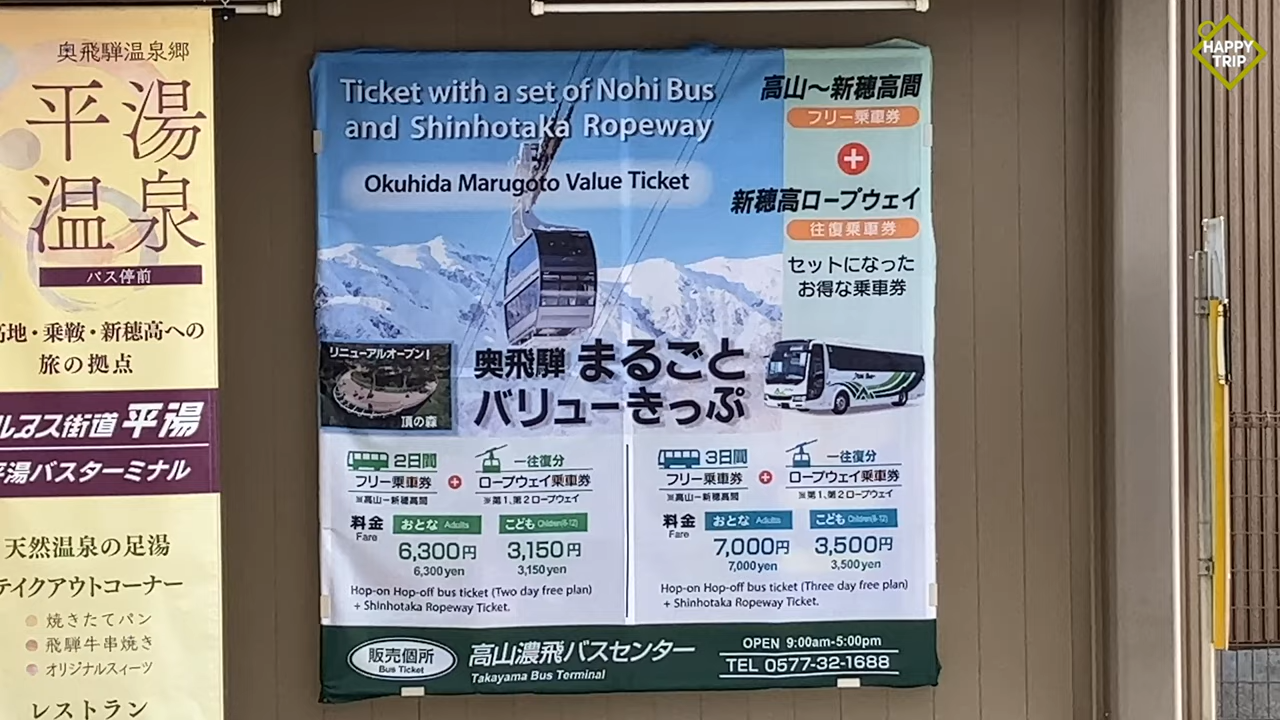 奥飛騨温泉郷
平湯
温泉
バス停前
高地・乗鞍・新穂高への
旅の拠点
ルプス街道 平湯
平湯バスターミナル
天然温泉の足湯
テイクアウトコーナー
焼きたてパン
飛騨牛串焼き
オリジナルスィーツ
レストラン
Ticket with a set of Nohi Bus
and Shinhotaka Ropeway
Okuhida Marugoto Value Ticket
高山～新穂高間
フリー乗車券
+
新穂高ロープウェイ
往復乗車券
セットになった
お得な乗車券
リニューアルオープン!
頂の森
奥飛騨 まるごと
バリューきっぷ
2日間
フリー乗車券
※高山ー新穂高間
+
一往復分
ロープウェイ乗車券
※第1、第2ロープウェイ
料金
Fare
おとな Adults
6,300円
6,300yen
こども Children(6-12)
3,150円
3,150yen
Hop-on Hop-off bus ticket (Two day free plan)
+ Shinhotaka Ropeway Ticket.
3日間
フリー乗車券
※高山ー新穂高間
+
一往復分
ロープウェイ乗車券
※第1、第2ロープウェイ
料金
Fare
おとな Adults
7,000円
7,000yen
こども Children(6-12)
3,500円
3,500yen
Hop-on Hop-off bus ticket (Three day free plan)
+ Shinhotaka Ropeway Ticket.
販売個所
Bus Ticket
高山濃飛バスセンター
Takayama Bus Terminal
OPEN 9:00am-5:00pm
TEL 0577-32-1688
HAPPY
TRIP